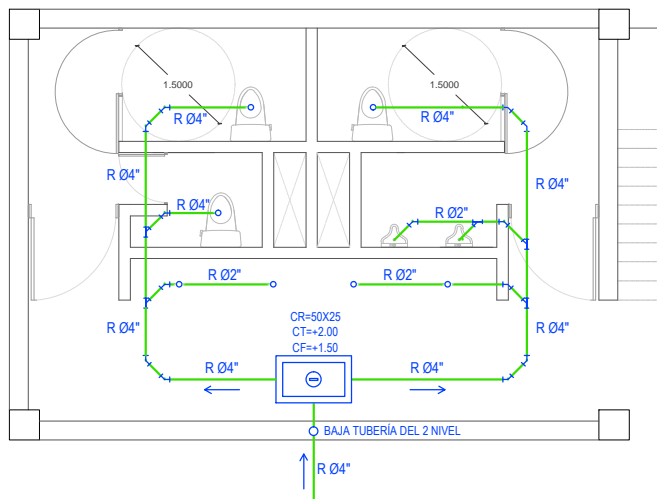 1.5000
1.5000
R Ø4"
R Ø4"
R Ø4"
R Ø4"
R Ø4"
R Ø2"
R Ø2"
R Ø2"
CR=50X25
CT=+2.00
CF=+1.50
R Ø4"
R Ø4"
R Ø4"
R Ø4"
BAJA TUBERÍA DEL 2 NIVEL
R Ø4"